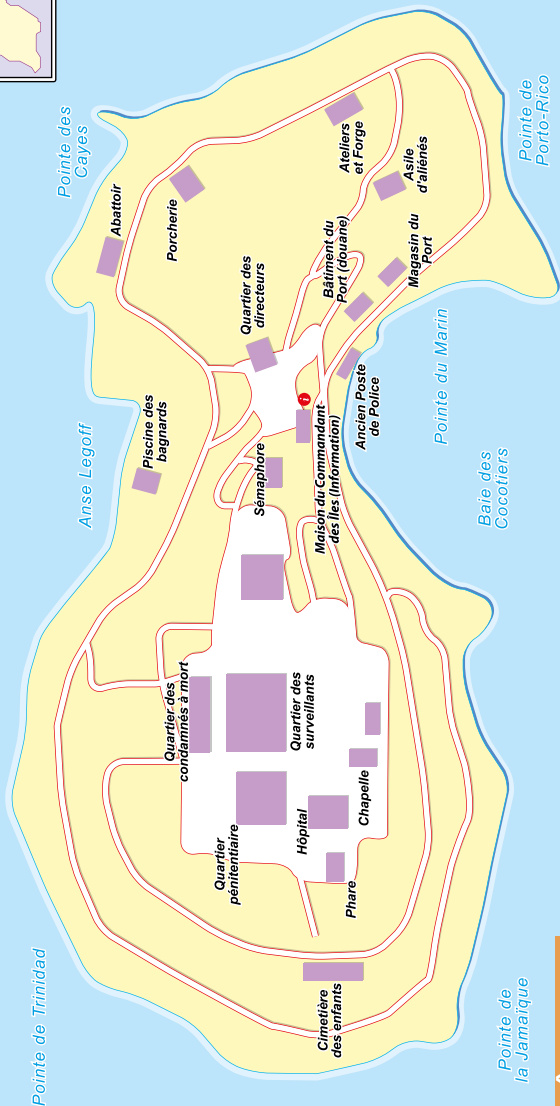 Pointe de Trinidad
Anse Legoff
Pointe des
Cayes
Abattoir
Porcherie
Piscine des
bagnards
Quartier des
directeurs
Ateliers
et Forge
Asile
d'aliénés
Bâtiment du
Port (douane)
Magasin du
Port
Sémaphore
i
Maison du Commandant-
des Îles (Information)
Ancien Poste
de Police
Quartier des
condamnés à mort
Quartier des
surveillants
Quartier
pénitentiaire
Hôpital
Chapelle
Phare
Cimetière
des enfants
Pointe du Marin
Baie des
Cocotiers
Pointe de
Porto-Rico
Pointe de
la Jamaïque